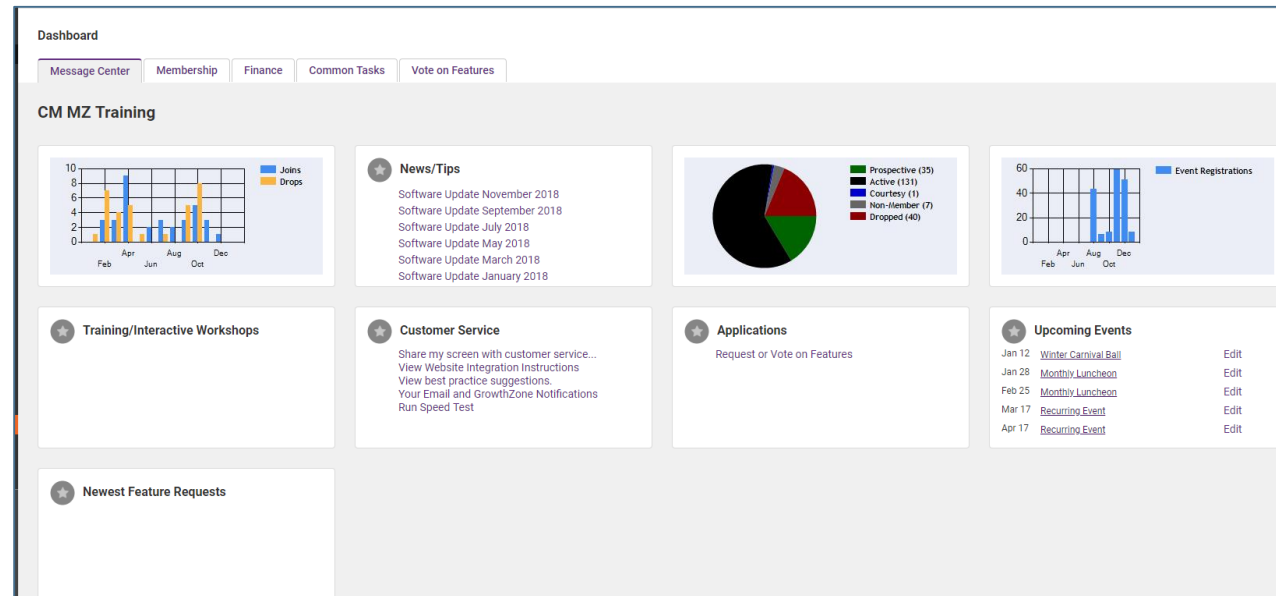 Dashboard
Message Center Membership Finance Common Tasks Vote on Features
CM MZ Training
10
8
6
4
2
0
Apr Aug Dec
Feb Jun Oct
Joins
Drops
News/Tips
Software Update November 2018
Software Update September 2018
Software Update July 2018
Software Update May 2018
Software Update March 2018
Software Update January 2018
Prospective (35)
Active (131)
Courtesy (1)
Non-Member (7)
Dropped (40)
60
40
20
0
Apr Aug Dec
Feb Jun Oct
Event Registrations
Training/Interactive Workshops
Customer Service
Share my screen with customer service...
View Website Integration Instructions
View best practice suggestions.
Your Email and GrowthZone Notifications
Run Speed Test
Applications
Request or Vote on Features
Upcoming Events
Jan 12 Winter Carnival Ball Edit
Jan 28 Monthly Luncheon Edit
Feb 25 Monthly Luncheon Edit
Mar 17 Recurring Event Edit
Apr 17 Recurring Event Edit
Newest Feature Requests